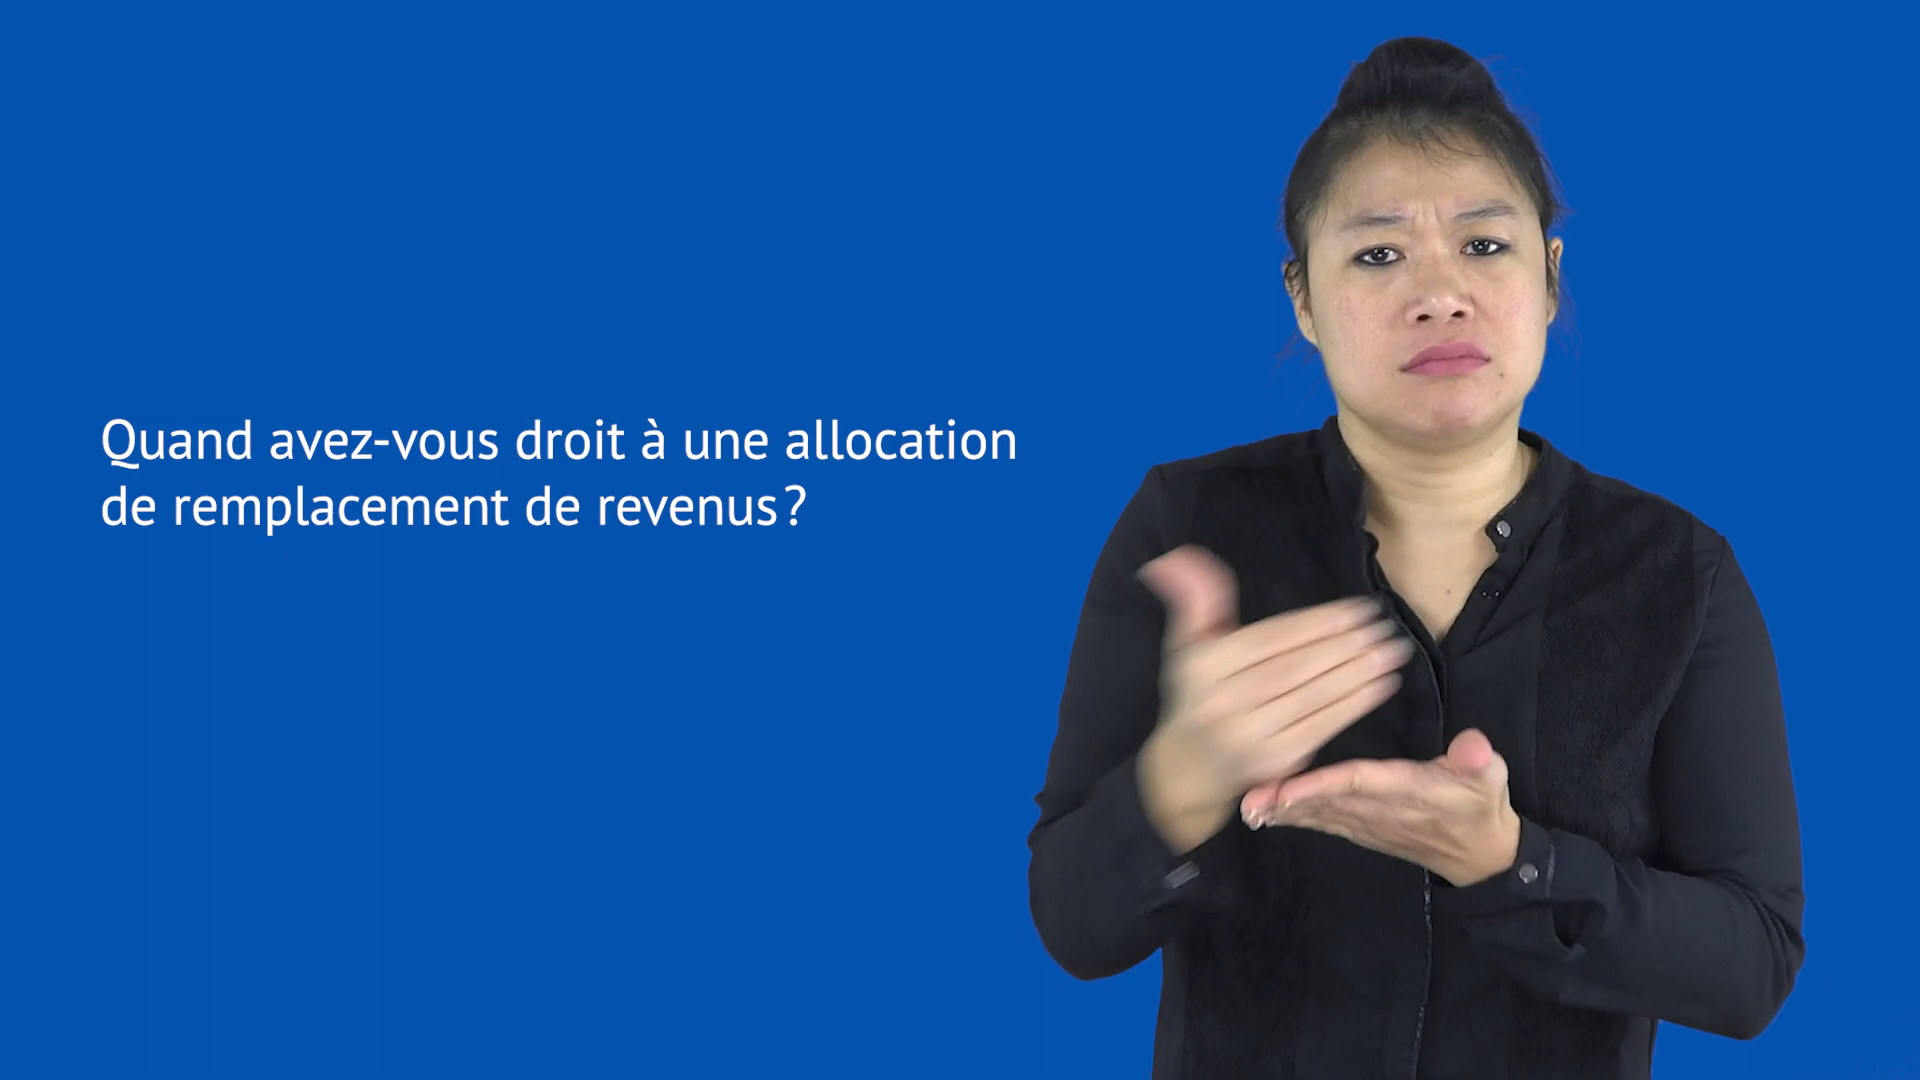 Quand avez-vous droit à une allocation
de remplacement de revenus ?